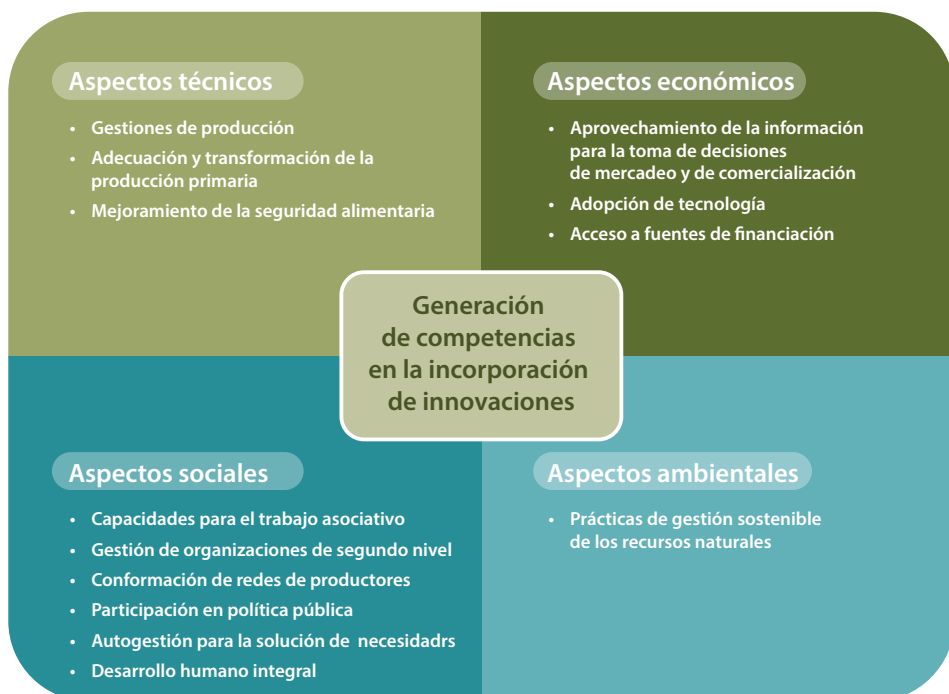 Aspectos técnicos
• Gestiones de producción
• Adecuación y transformación de la
producción primaria
• Mejoramiento de la seguridad alimentaria
Aspectos económicos
• Aprovechamiento de la información
para la toma de decisiones
de mercadeo y de comercialización
• Adopción de tecnología
• Acceso a fuentes de financiación
Generación
de competencias
en la incorporación
de innovaciones
Aspectos sociales
• Capacidades para el trabajo asociativo
• Gestión de organizaciones de segundo nivel
• Conformación de redes de productores
• Participación en política pública
• Autogestión para la solución de necesidadrs
• Desarrollo humano integral
Aspectos ambientales
• Prácticas de gestión sostenible
de los recursos naturales